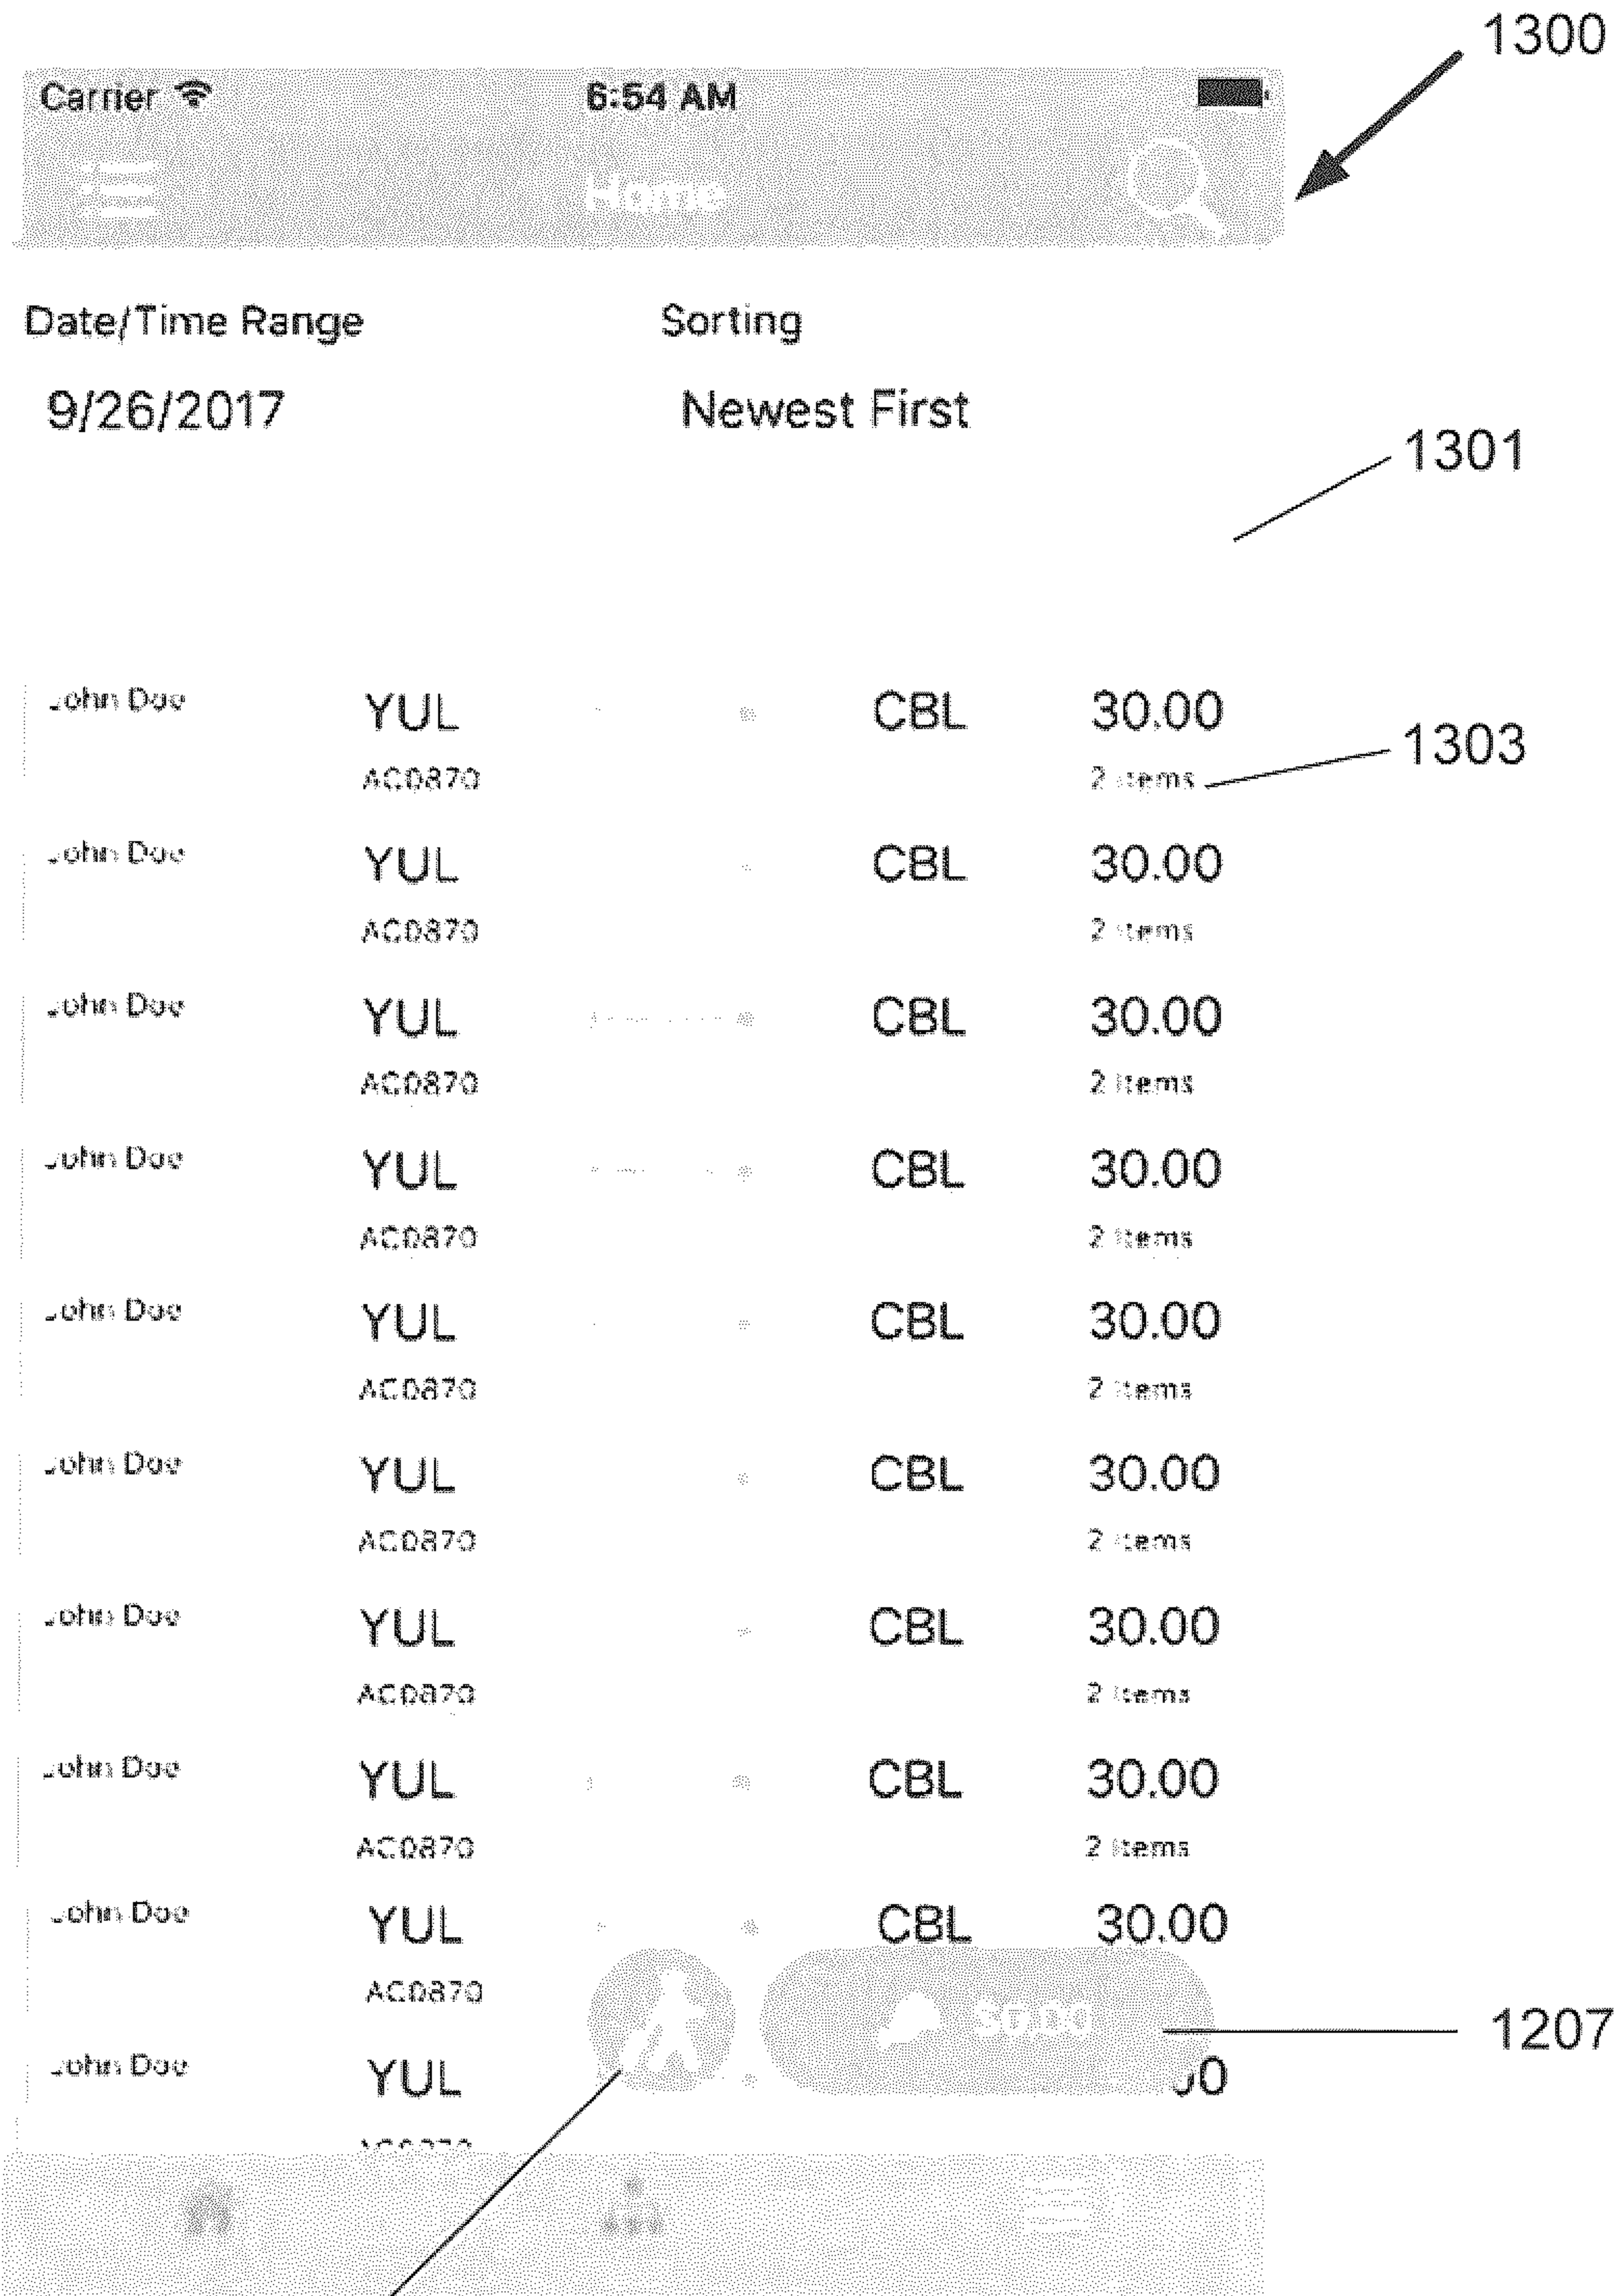 1300
Carrier 6:54 AM
Home
Date/Time Range Sorting
9/26/2017 Newest First
1301
John Doe YUL CBL 30.00
1303
AC0870 2 items
John Doe YUL CBL 30.00
AC0870 2 items
John Doe YUL CBL 30.00
AC0870 2 items
John Doe YUL CBL 30.00
AC0870 2 items
John Doe YUL CBL 30.00
AC0870 2 items
John Doe YUL CBL 30.00
AC0870 2 items
John Doe YUL CBL 30.00
AC0870 2 items
John Doe YUL CBL 30.00
AC0870 2 items
John Doe YUL CBL 30.00
AC0870 $0.00
1207
John Doe YUL 00